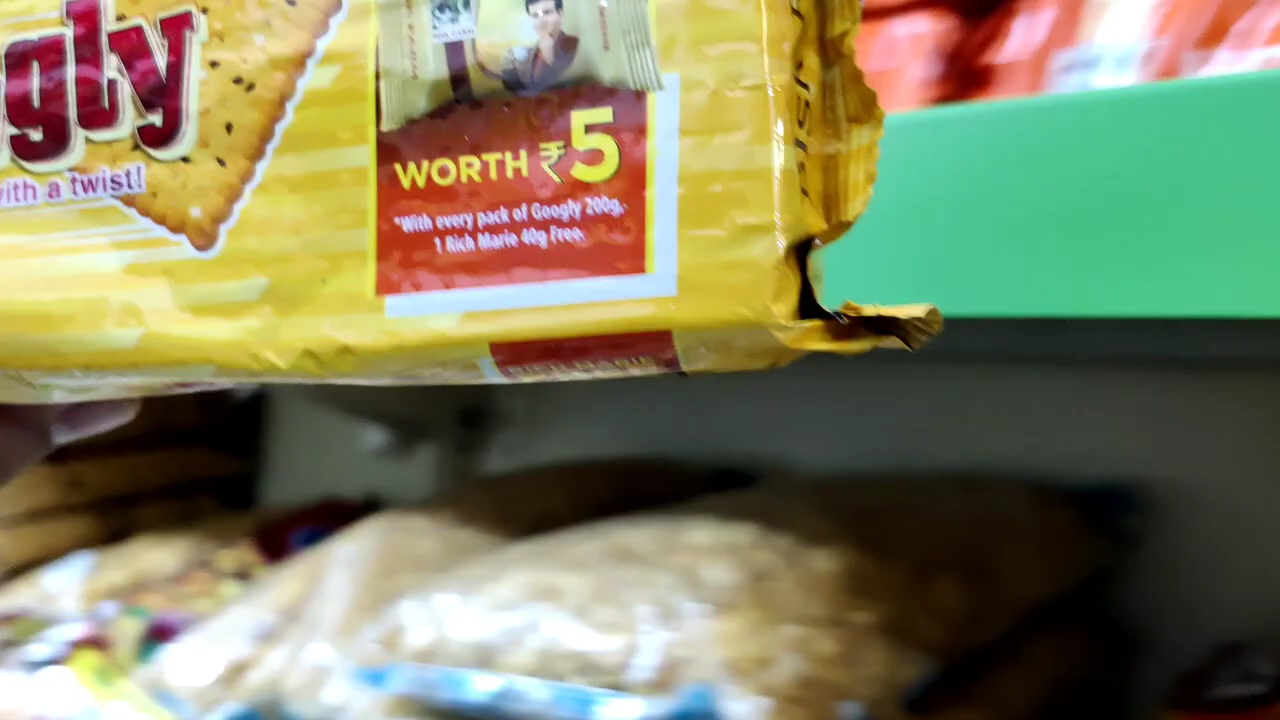 gly
with a twist!
WORTH ₹5
*With every pack of Googly 200g,
1 Rich Marie 40g Free.